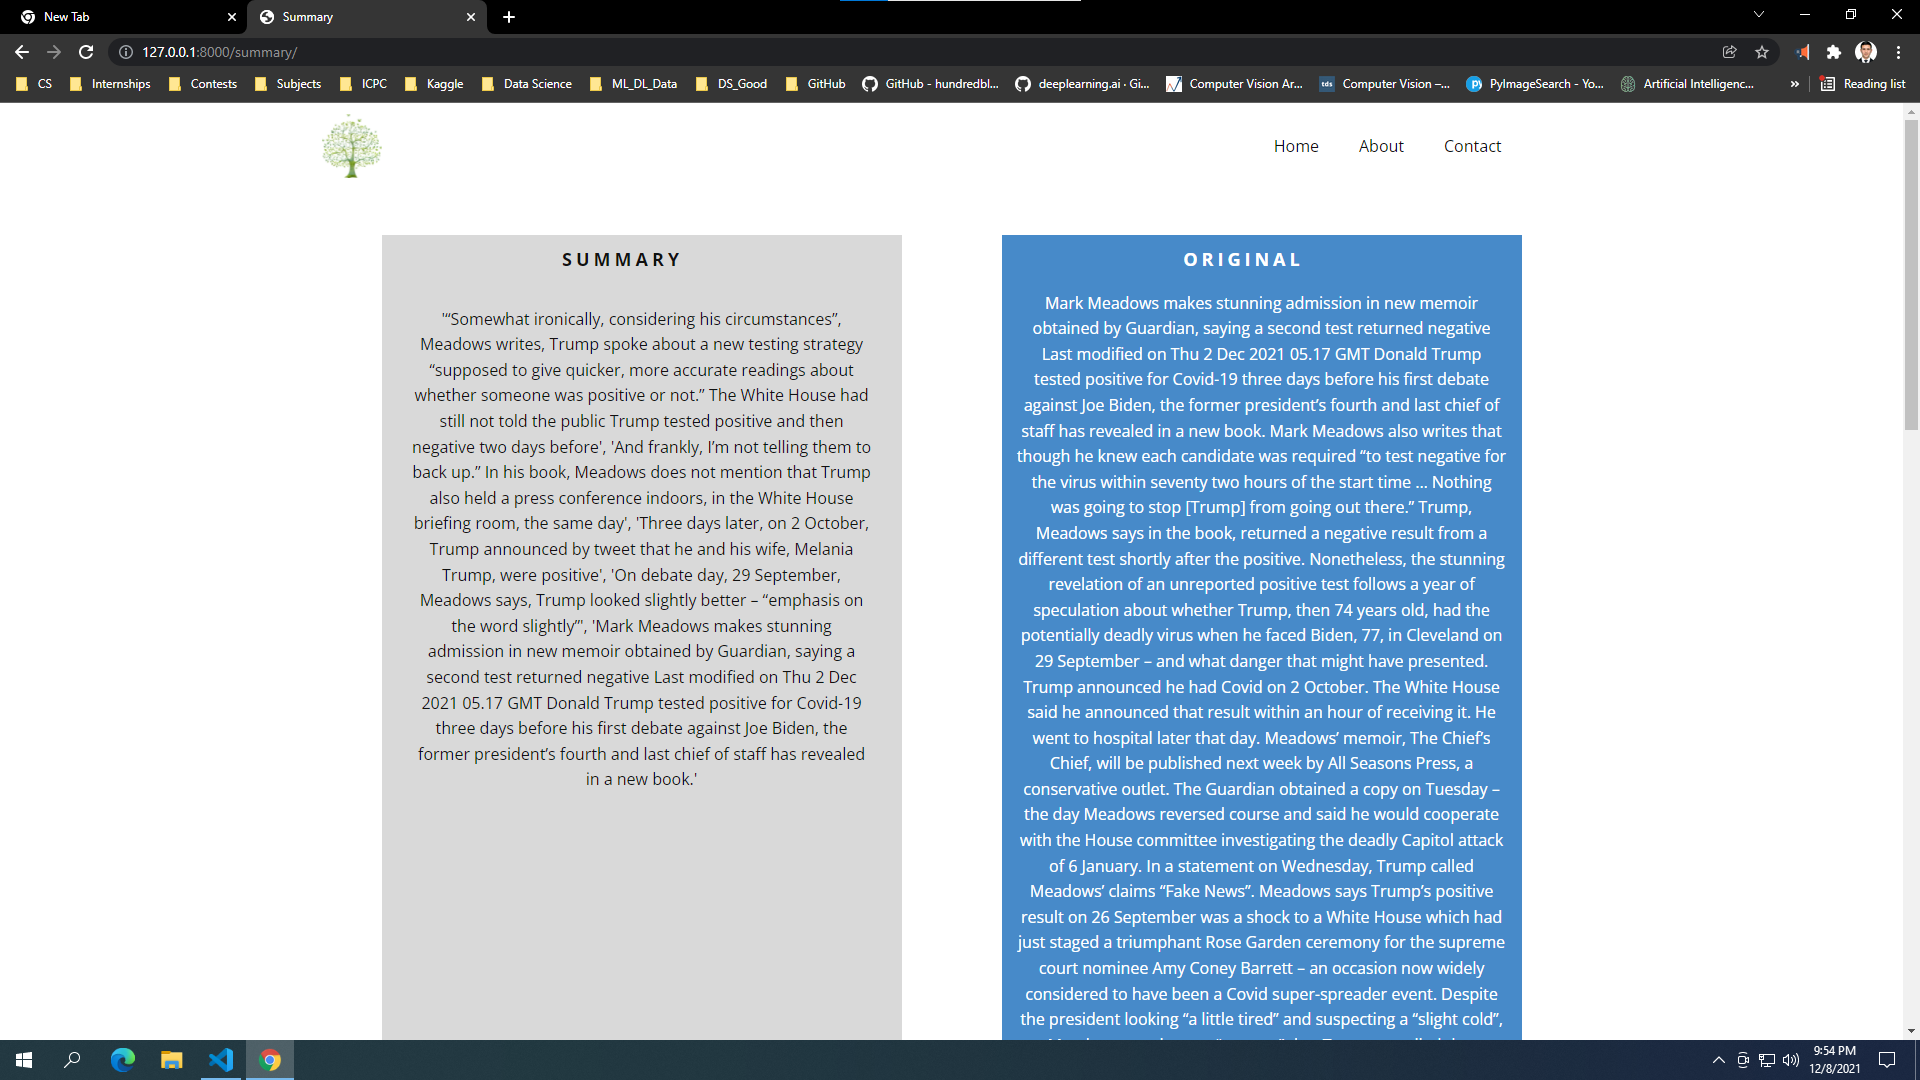 New Tab
Summary
127.0.0.1:8000/summary/
CS
Internships
Contests
Subjects
ICPC
Kaggle
Data Science
ML_DL_Data
DS_Good
GitHub
GitHub - hundredbl...
deeplearning.ai · Gi...
Computer Vision Ar...
tds
Computer Vision –...
PyImageSearch - Yo...
Artificial Intelligenc...
»
Reading list
Home
About
Contact
SUMMARY
'“Somewhat ironically, considering his circumstances”,
Meadows writes, Trump spoke about a new testing strategy
“supposed to give quicker, more accurate readings about
whether someone was positive or not.” The White House had
still not told the public Trump tested positive and then
negative two days before', 'And frankly, I’m not telling them to
back up.” In his book, Meadows does not mention that Trump
also held a press conference indoors, in the White House
briefing room, the same day', 'Three days later, on 2 October,
Trump announced by tweet that he and his wife, Melania
Trump, were positive', 'On debate day, 29 September,
Meadows says, Trump looked slightly better – “emphasis on
the word slightly”', 'Mark Meadows makes stunning
admission in new memoir obtained by Guardian, saying a
second test returned negative Last modified on Thu 2 Dec
2021 05.17 GMT Donald Trump tested positive for Covid-19
three days before his first debate against Joe Biden, the
former president’s fourth and last chief of staff has revealed
in a new book.'
ORIGINAL
Mark Meadows makes stunning admission in new memoir
obtained by Guardian, saying a second test returned negative
Last modified on Thu 2 Dec 2021 05.17 GMT Donald Trump
tested positive for Covid-19 three days before his first debate
against Joe Biden, the former president’s fourth and last chief of
staff has revealed in a new book. Mark Meadows also writes that
though he knew each candidate was required “to test negative for
the virus within seventy two hours of the start time … Nothing
was going to stop [Trump] from going out there.” Trump,
Meadows says in the book, returned a negative result from a
different test shortly after the positive. Nonetheless, the stunning
revelation of an unreported positive test follows a year of
speculation about whether Trump, then 74 years old, had the
potentially deadly virus when he faced Biden, 77, in Cleveland on
29 September – and what danger that might have presented.
Trump announced he had Covid on 2 October. The White House
said he announced that result within an hour of receiving it. He
went to hospital later that day. Meadows’ memoir, The Chief’s
Chief, will be published next week by All Seasons Press, a
conservative outlet. The Guardian obtained a copy on Tuesday –
the day Meadows reversed course and said he would cooperate
with the House committee investigating the deadly Capitol attack
of 6 January. In a statement on Wednesday, Trump called
Meadows’ claims “Fake News”. Meadows says Trump’s positive
result on 26 September was a shock to a White House which had
just staged a triumphant Rose Garden ceremony for the supreme
court nominee Amy Coney Barrett – an occasion now widely
considered to have been a Covid super-spreader event. Despite
the president looking “a little tired” and suspecting a “slight cold”,
9:54 PM
12/8/2021